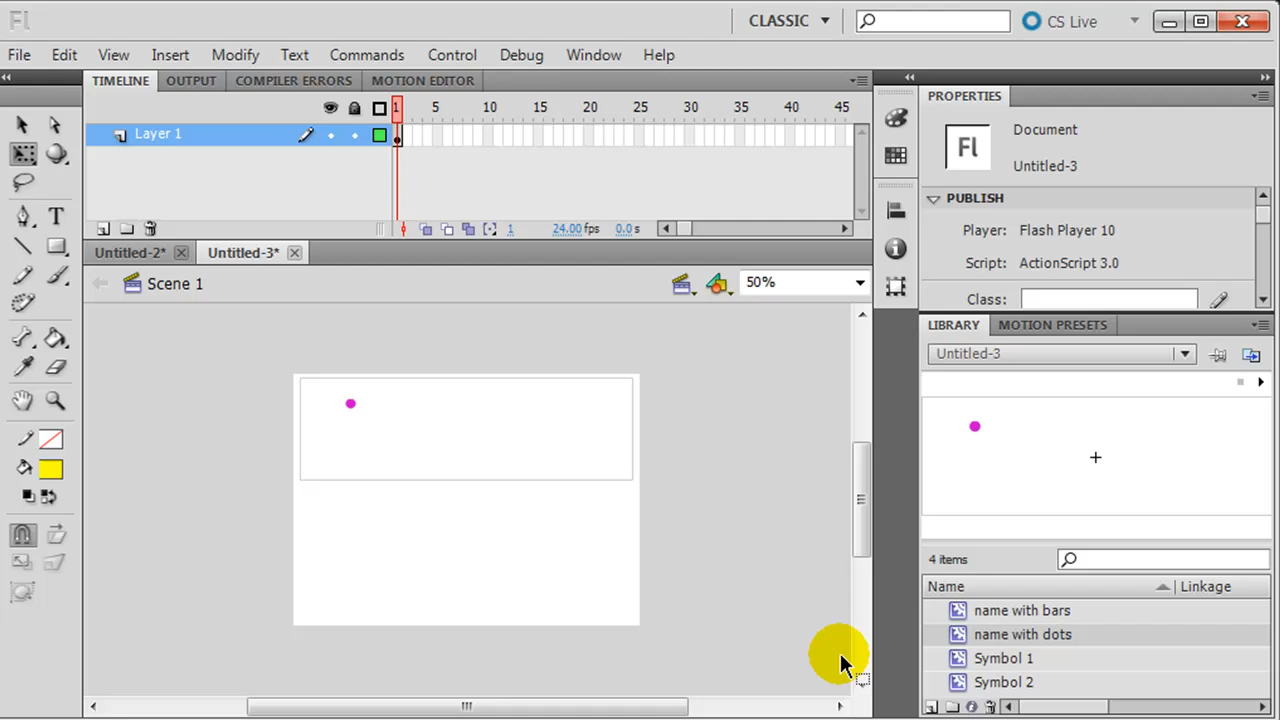 Fl CLASSIC CS Live
File Edit View Insert Modify Text Commands Control Debug Window Help
TIMELINE OUTPUT COMPILER ERRORS MOTION EDITOR
1 5 10 15 20 25 30 35 40 45
Layer 1
1 24.00 fps 0.0 s
Untitled-2* Untitled-3*
Scene 1 50%
PROPERTIES
Fl
Document
Untitled-3
PUBLISH
Player: Flash Player 10
Script: ActionScript 3.0
Class:
LIBRARY MOTION PRESETS
Untitled-3
4 items
Name Linkage
name with bars
name with dots
Symbol 1
Symbol 2
T